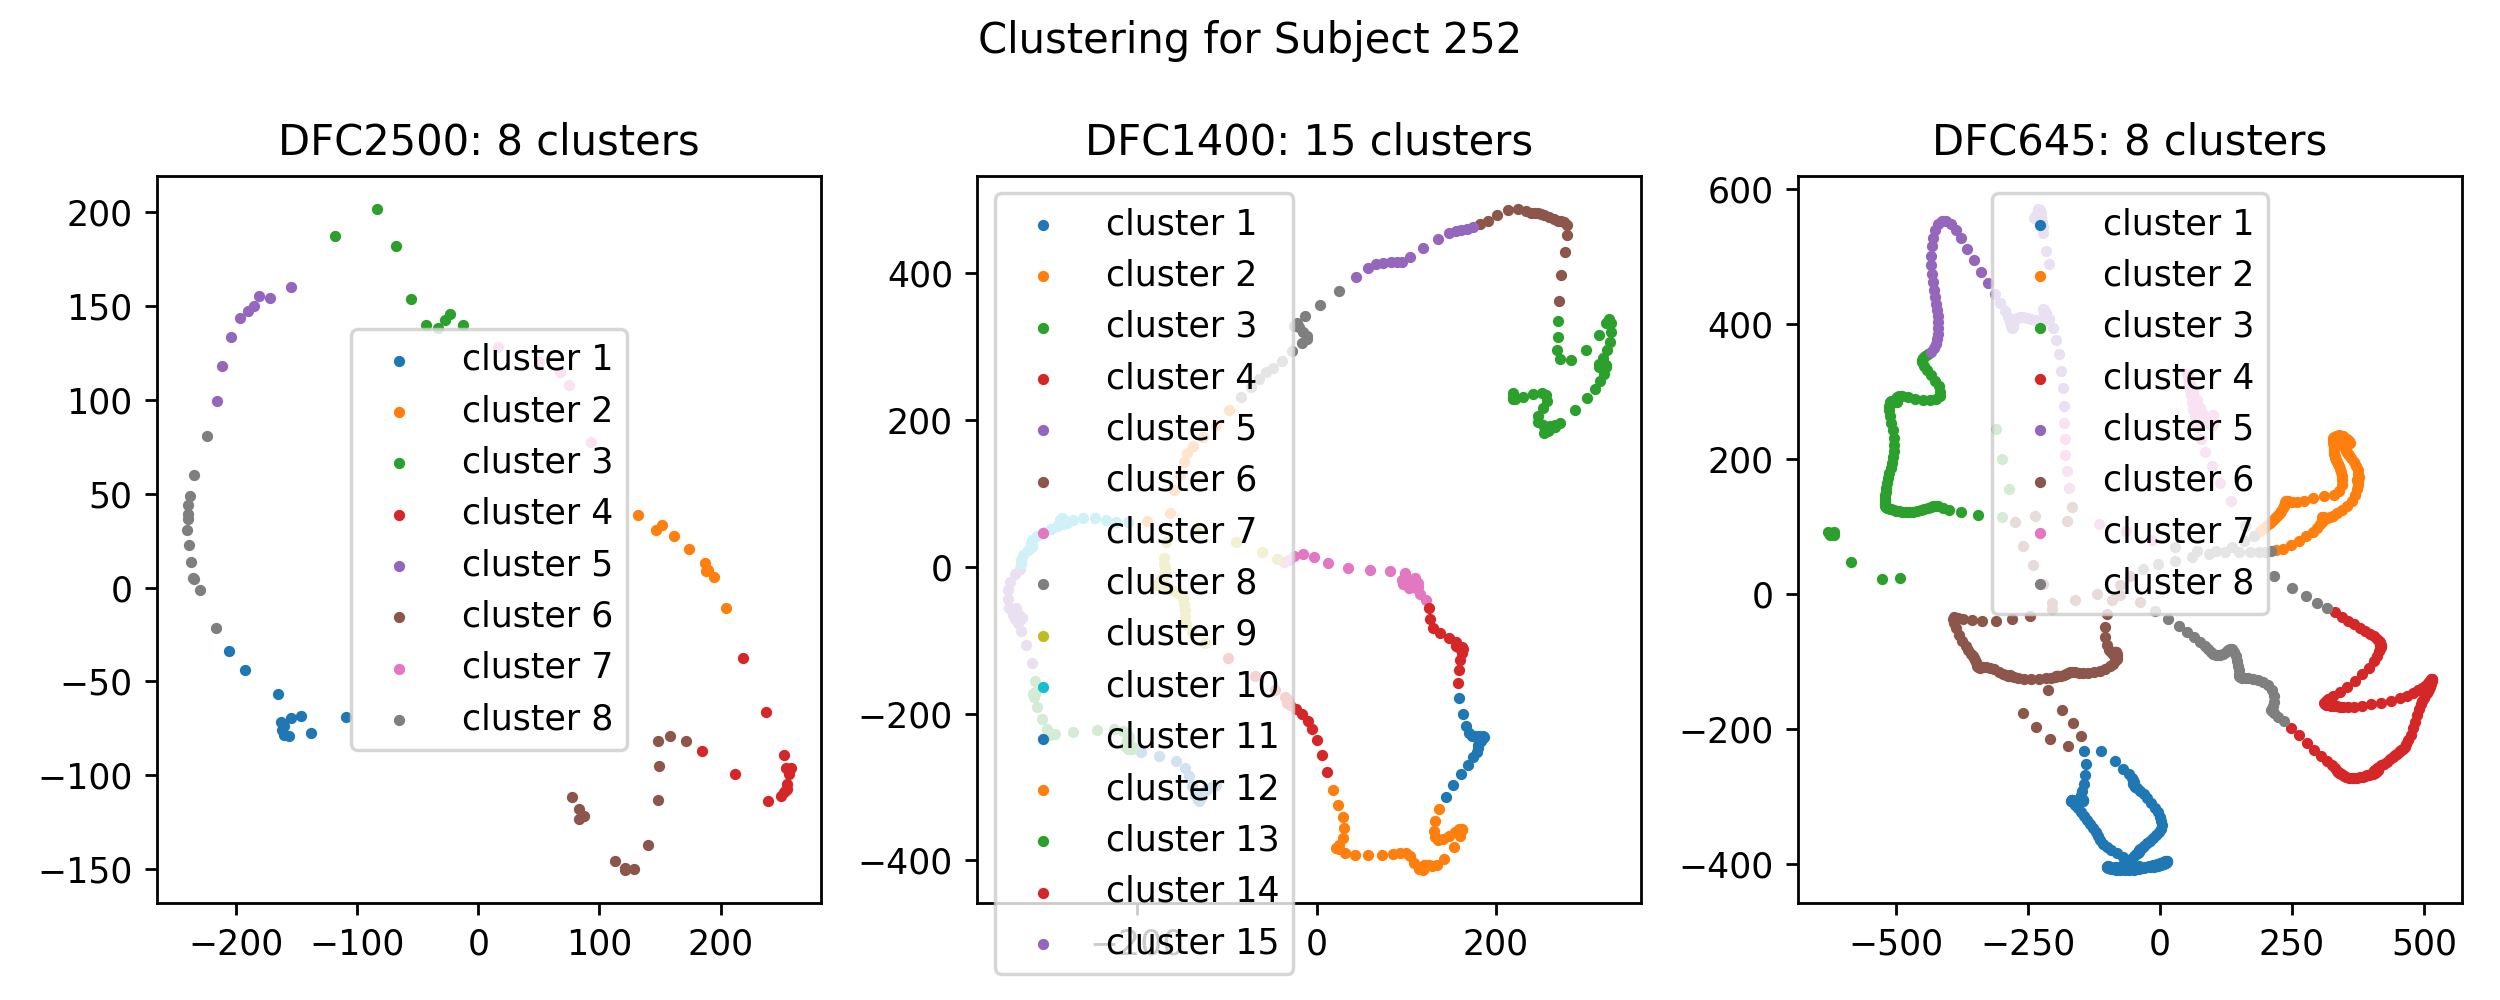 Clustering for Subject 252
DFC2500: 8 clusters
200
150
100
50
0
−50
−100
−150
−200
−100
0
100
200
cluster 1
cluster 2
cluster 3
cluster 4
cluster 5
cluster 6
cluster 7
cluster 8
DFC1400: 15 clusters
400
200
0
−200
−400
−200
0
200
cluster 1
cluster 2
cluster 3
cluster 4
cluster 5
cluster 6
cluster 7
cluster 8
cluster 9
cluster 10
cluster 11
cluster 12
cluster 13
cluster 14
cluster 15
DFC645: 8 clusters
600
400
200
0
−200
−400
−500
−250
0
250
500
cluster 1
cluster 2
cluster 3
cluster 4
cluster 5
cluster 6
cluster 7
cluster 8